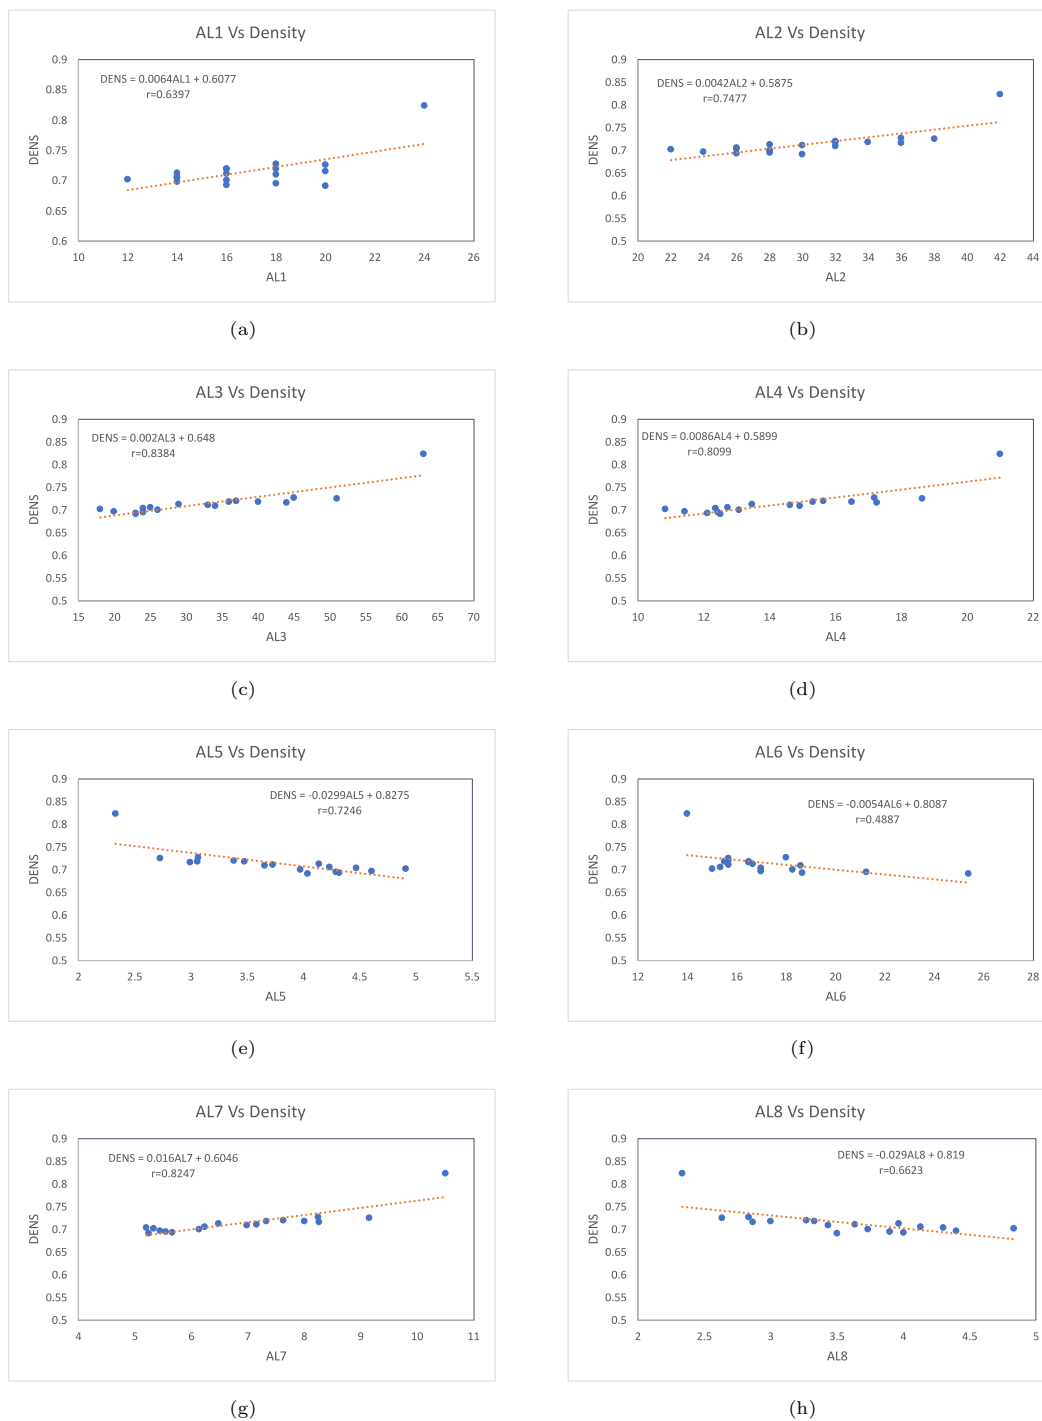 AL1 Vs Density
DENS = 0.0064AL1 + 0.6077
r=0.6397
0.9
0.85
0.8
0.75
0.7
0.65
0.6
DENS
10 12 14 16 18 20 22 24 26
AL1
(a)
AL2 Vs Density
DENS = 0.0042AL2 + 0.5875
r=0.7477
0.9
0.85
0.8
0.75
0.7
0.65
0.6
0.55
0.5
DENS
20 22 24 26 28 30 32 34 36 38 40 42 44
AL2
(b)
AL3 Vs Density
DENS = 0.002AL3 + 0.648
r=0.8384
0.9
0.85
0.8
0.75
0.7
0.65
0.6
0.55
0.5
DENS
15 20 25 30 35 40 45 50 55 60 65 70
AL3
(c)
AL4 Vs Density
DENS = 0.0086AL4 + 0.5899
r=0.8099
0.9
0.85
0.8
0.75
0.7
0.65
0.6
0.55
0.5
DENS
10 12 14 16 18 20 22
AL4
(d)
AL5 Vs Density
DENS = -0.0299AL5 + 0.8275
r=0.7246
0.9
0.85
0.8
0.75
0.7
0.65
0.6
0.55
0.5
DENS
2 2.5 3 3.5 4 4.5 5 5.5
AL5
(e)
AL6 Vs Density
DENS = -0.0054AL6 + 0.8087
r=0.4887
0.9
0.85
0.8
0.75
0.7
0.65
0.6
0.55
0.5
DENS
12 14 16 18 20 22 24 26 28
AL6
(f)
AL7 Vs Density
DENS = 0.016AL7 + 0.6046
r=0.8247
0.9
0.85
0.8
0.75
0.7
0.65
0.6
0.55
0.5
DENS
4 5 6 7 8 9 10 11
AL7
(g)
AL8 Vs Density
DENS = -0.029AL8 + 0.819
r=0.6623
0.9
0.85
0.8
0.75
0.7
0.65
0.6
0.55
0.5
DENS
2 2.5 3 3.5 4 4.5 5
AL8
(h)